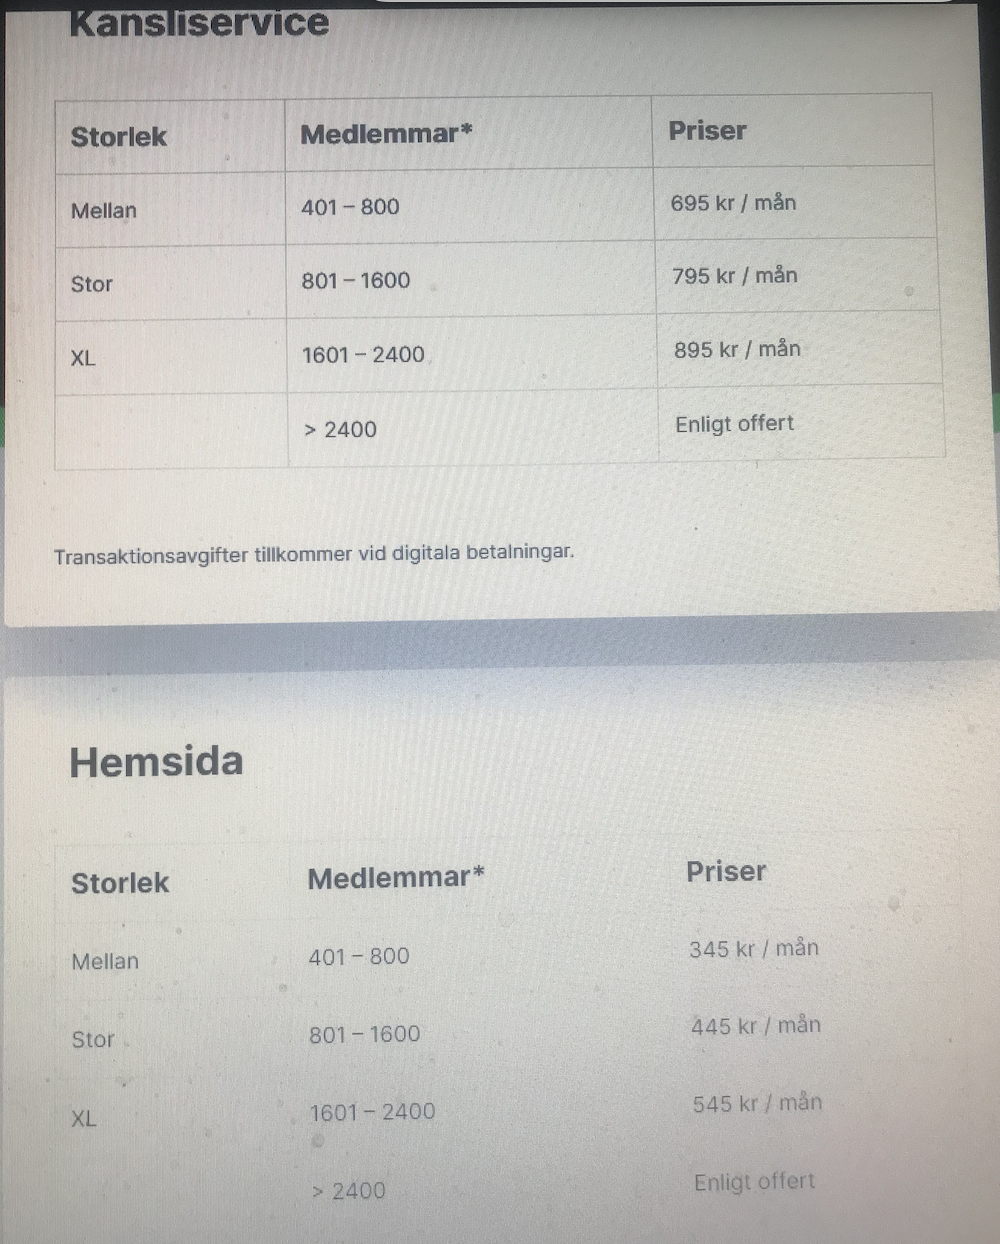 Kansliservice
Storlek Medlemmar* Priser
Mellan 401 – 800 695 kr / mån
Stor 801 – 1600 795 kr / mån
XL 1601 – 2400 895 kr / mån
> 2400 Enligt offert
Transaktionsavgifter tillkommer vid digitala betalningar.
Hemsida
Storlek Medlemmar* Priser
Mellan 401 – 800 345 kr / mån
Stor 801 – 1600 445 kr / mån
XL 1601 – 2400 545 kr / mån
> 2400 Enligt offert